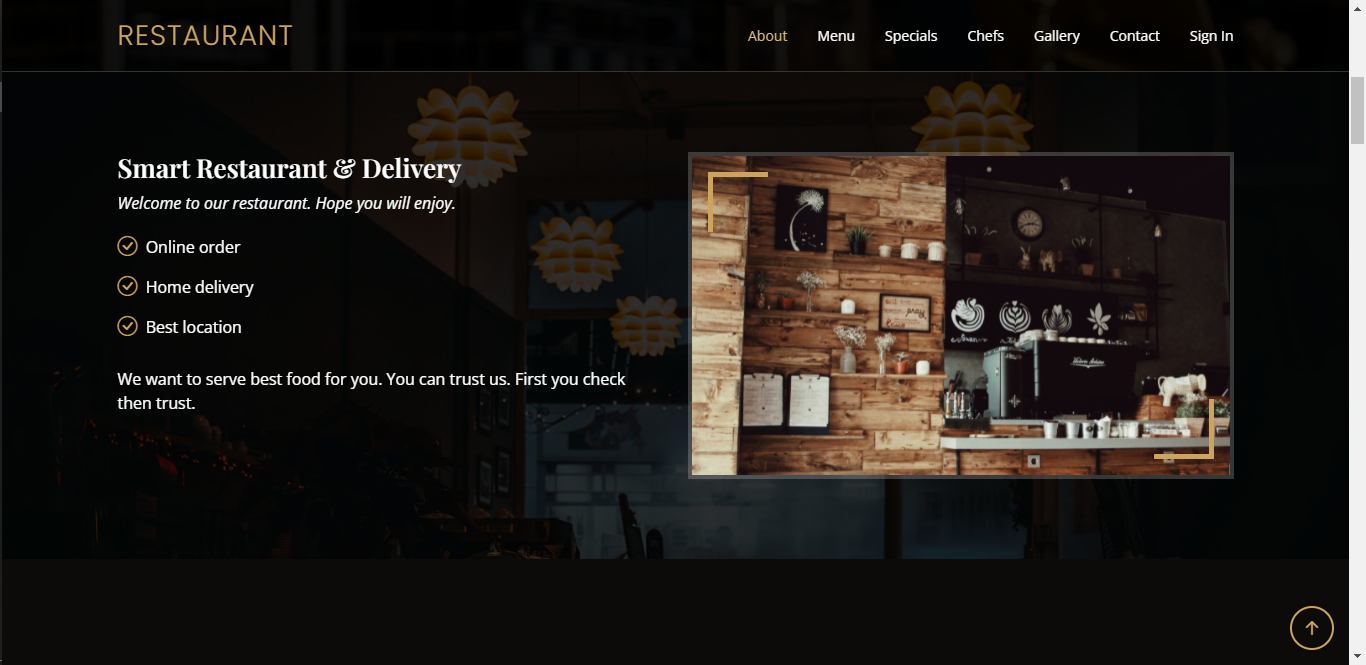 RESTAURANT
About Menu Specials Chefs Gallery Contact Sign In
Smart Restaurant & Delivery
Welcome to our restaurant. Hope you will enjoy.
Online order
Home delivery
Best location
We want to serve best food for you. You can trust us. First you check
then trust.